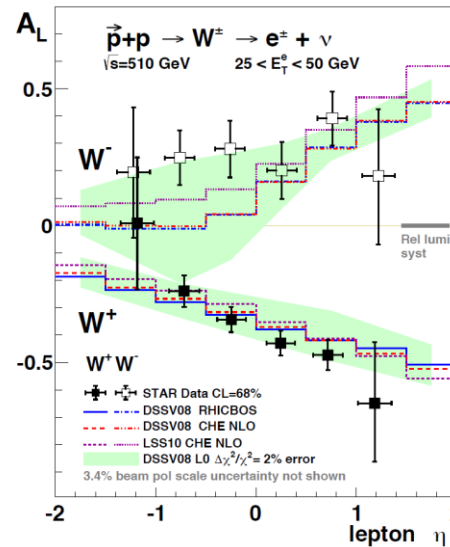 A_L
p⃗+p → W± → e± + ν
√s=510 GeV 25 < E_T^e < 50 GeV
0.5
W-
0
Rel lumi
syst
W+
-0.5
W+ W-
STAR Data CL=68%
DSSV08 RHICBOS
DSSV08 CHE NLO
LSS10 CHE NLO
DSSV08 L0 Δχ²/χ²= 2% error
3.4% beam pol scale uncertainty not shown
-2 -1 0 1
lepton η